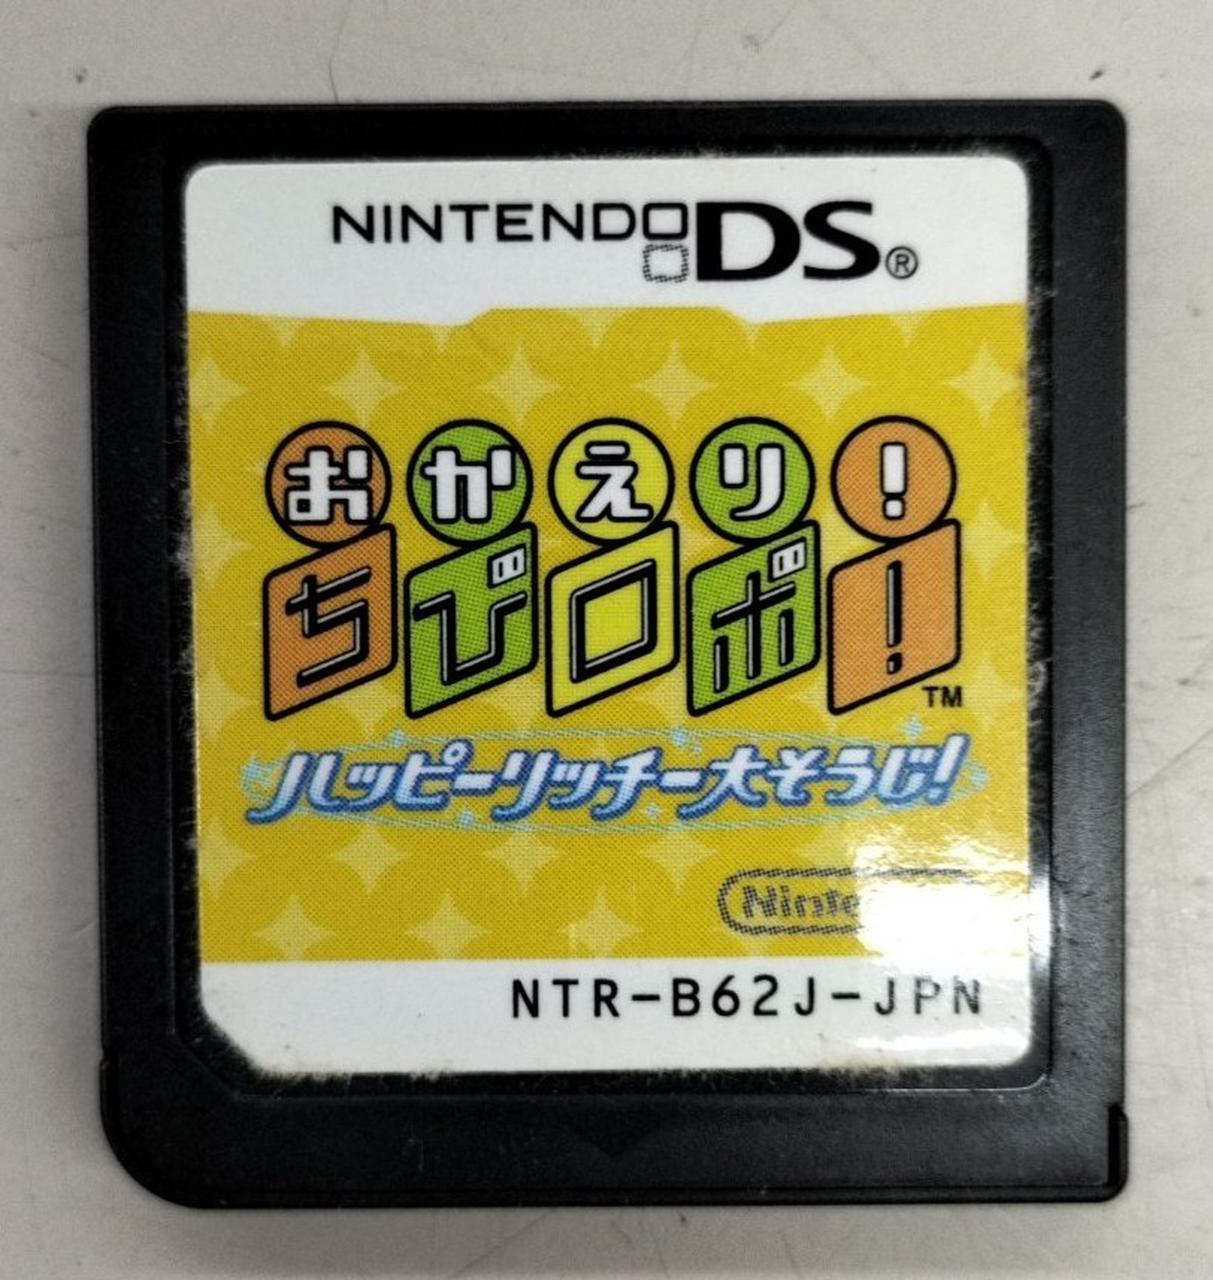 NINTENDO DS®
おかえり!
ちびロボ!
TM
ハッピーリッチー大そうじ!
NTR-B62J-JPN